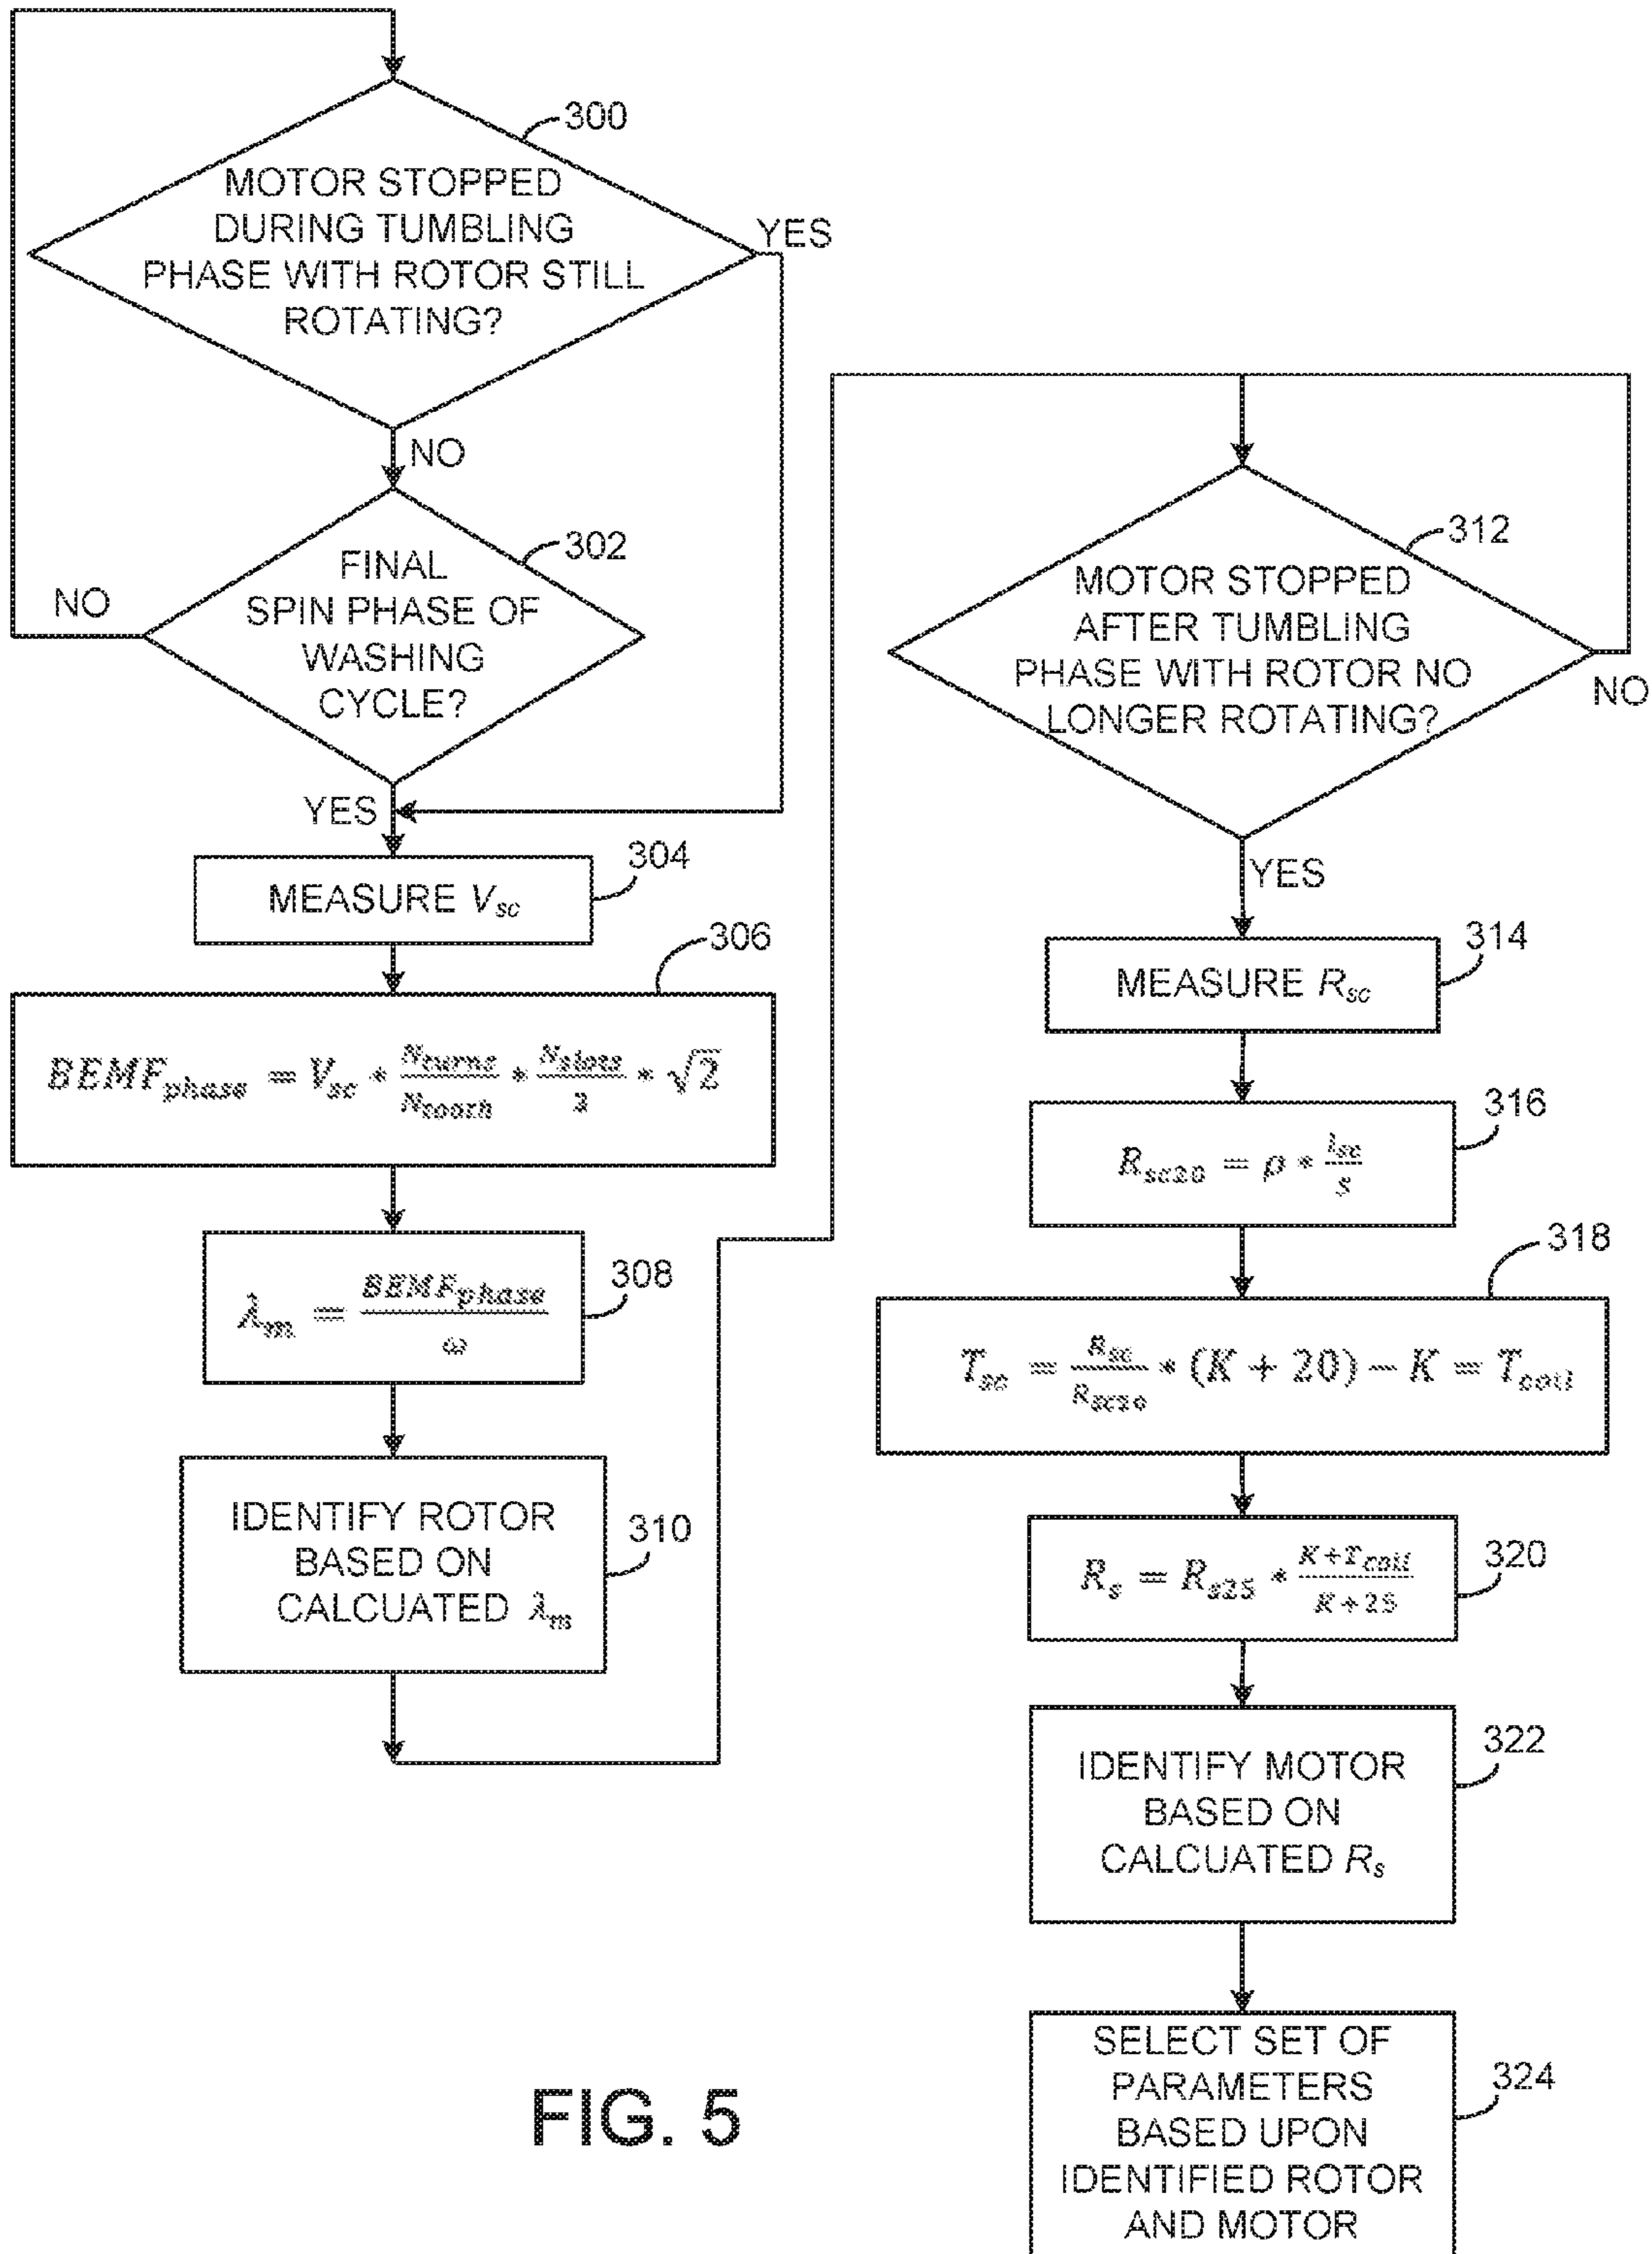 300
MOTOR STOPPED
DURING TUMBLING
PHASE WITH ROTOR STILL
ROTATING?
YES
NO
302
FINAL
SPIN PHASE OF
WASHING
CYCLE?
NO
YES
304
MEASURE V_sc
306
BEMF_phase = V_sc * N_turns/N_tooth * N_slots/3 * √2
308
λ_m = BEMF_phase/ω
310
IDENTIFY ROTOR
BASED ON
CALCUATED λ_m
312
MOTOR STOPPED
AFTER TUMBLING
PHASE WITH ROTOR NO
LONGER ROTATING?
NO
YES
314
MEASURE R_sc
316
R_sc20 = ρ * l_sc/s
318
T_sc = R_sc/R_sc20 * (K + 20) − K = T_coil
320
R_s = R_s25 * K+T_coil/K+25
322
IDENTIFY MOTOR
BASED ON
CALCUATED R_s
324
SELECT SET OF
PARAMETERS
BASED UPON
IDENTIFIED ROTOR
AND MOTOR
FIG. 5